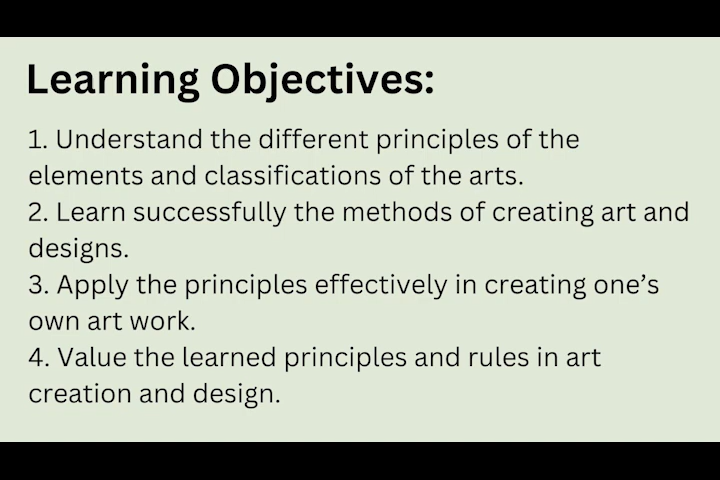 Learning Objectives:
1. Understand the different principles of the
elements and classifications of the arts.
2. Learn successfully the methods of creating art and
designs.
3. Apply the principles effectively in creating one’s
own art work.
4. Value the learned principles and rules in art
creation and design.